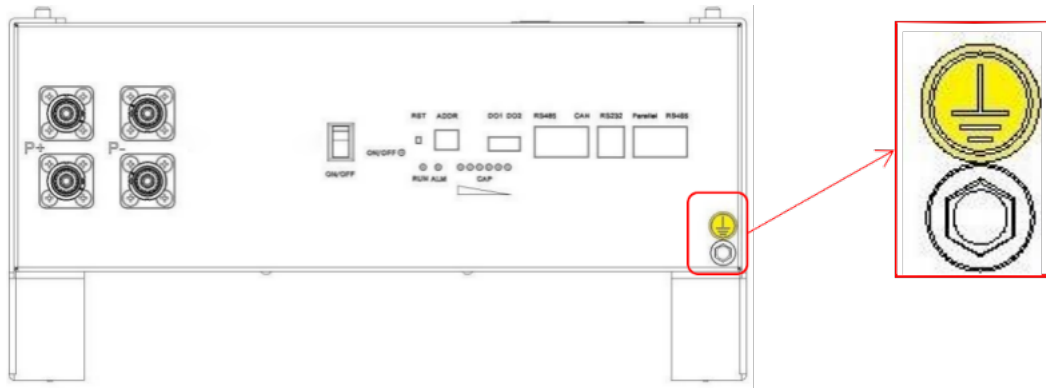 RST ADDR DO1 DO2 RS485 CAN RS232 Parallel RS485
P+ P-
ON/OFF
ON/OFF
RUN ALM CAP